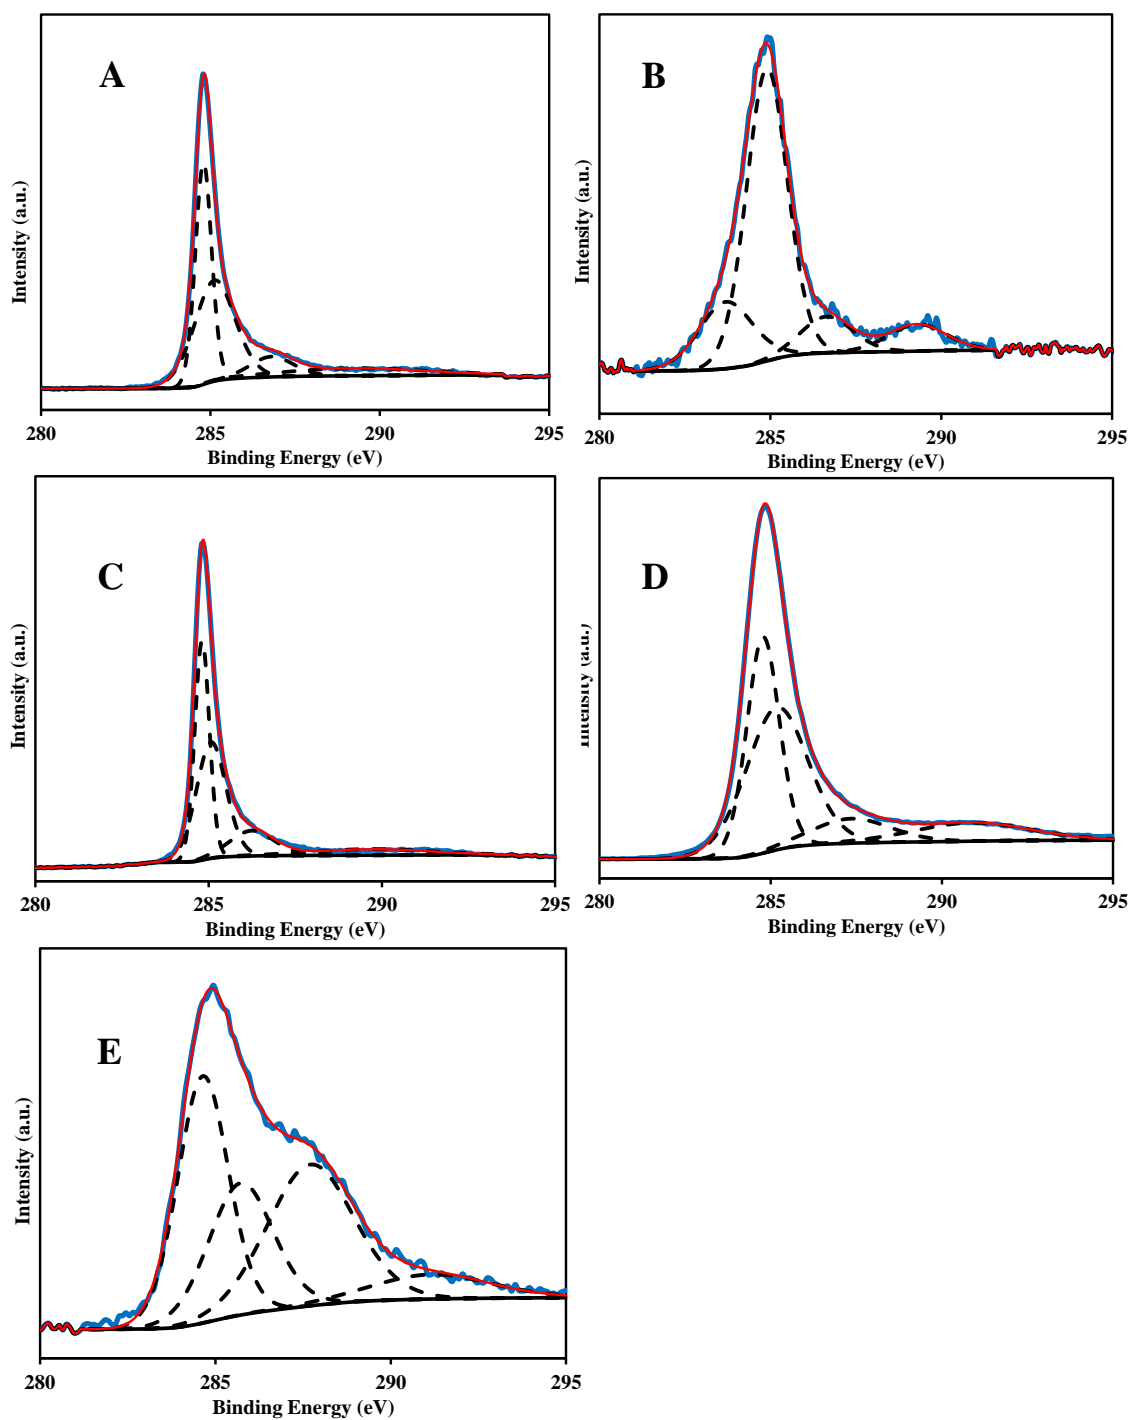 A
Intensity (a.u.)
280 285 290 295
Binding Energy (eV)
B
Intensity (a.u.)
280 285 290 295
Binding Energy (eV)
C
Intensity (a.u.)
280 285 290 295
Binding Energy (eV)
D
Intensity (a.u.)
280 285 290 295
Binding Energy (eV)
E
Intensity (a.u.)
280 285 290 295
Binding Energy (eV)